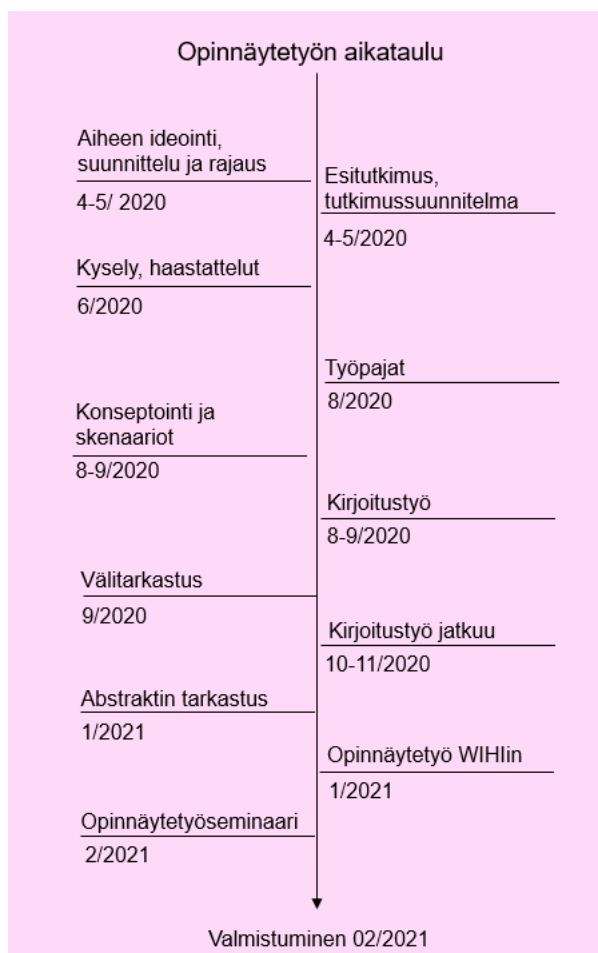 Opinnäytetyön aikataulu
Aiheen ideointi,
suunnittelu ja rajaus
4-5/ 2020
Esitutkimus,
tutkimussuunnitelma
4-5/2020
Kysely, haastattelut
6/2020
Työpajat
8/2020
Konseptointi ja
skenaariot
8-9/2020
Kirjoitustyö
8-9/2020
Välitarkastus
9/2020
Kirjoitustyö jatkuu
10-11/2020
Abstraktin tarkastus
1/2021
Opinnäytetyö WIHIin
1/2021
Opinnäytetyöseminaari
2/2021
Valmistuminen 02/2021